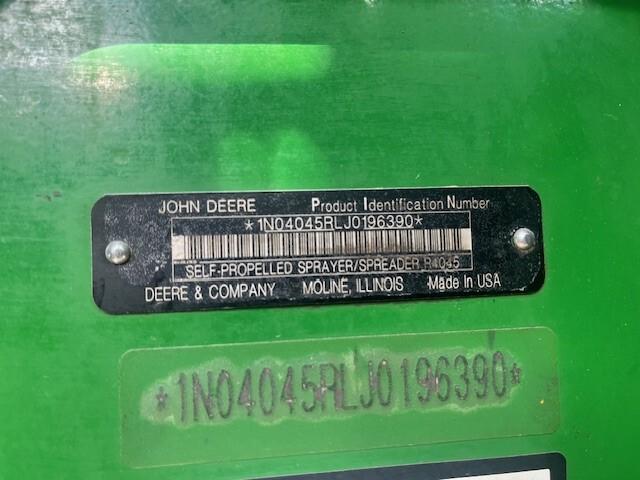 JOHN DEERE Product Identification Number
*1N04045RLJ0196390*
SELF-PROPELLED SPRAYER/SPREADER R4045
DEERE & COMPANY MOLINE, ILLINOIS Made In USA
*1N04045RLJ0196390*